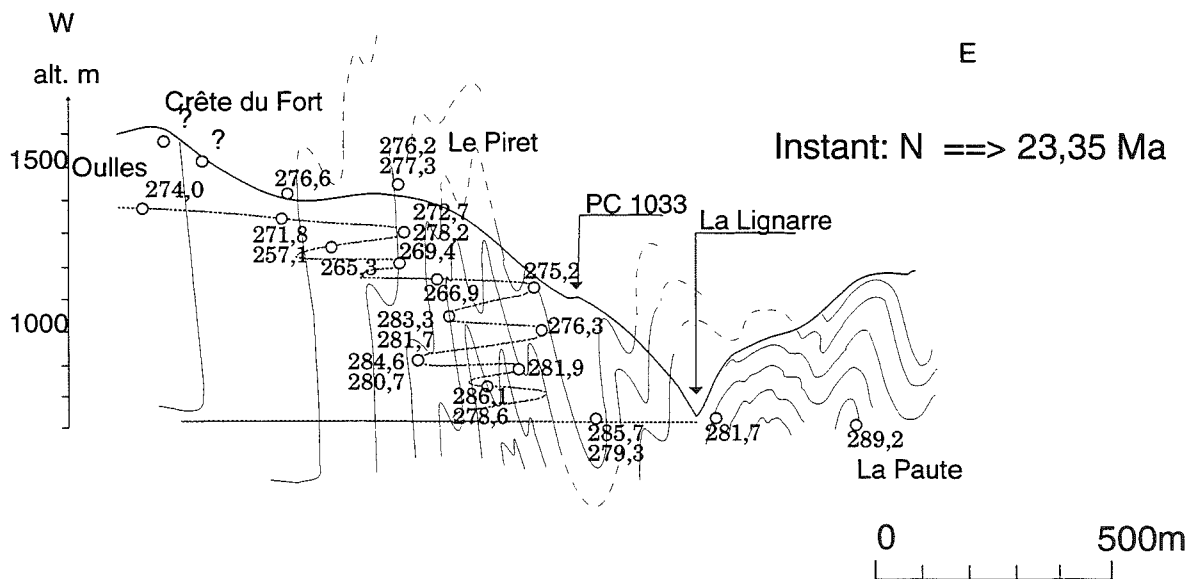 W
E
alt. m
Crête du Fort
?
?
1500
Oulles
276,2
277,3
Le Piret
Instant: N ==> 23,35 Ma
274,0
276,6
PC 1033
La Lignarre
271,8
257,1
272,7
278,2
269,4
265,3
275,2
266,9
1000
283,3
281,7
276,3
284,6
280,7
281,9
286,1
278,6
285,7
279,3
281,7
289,2
La Paute
0
500m